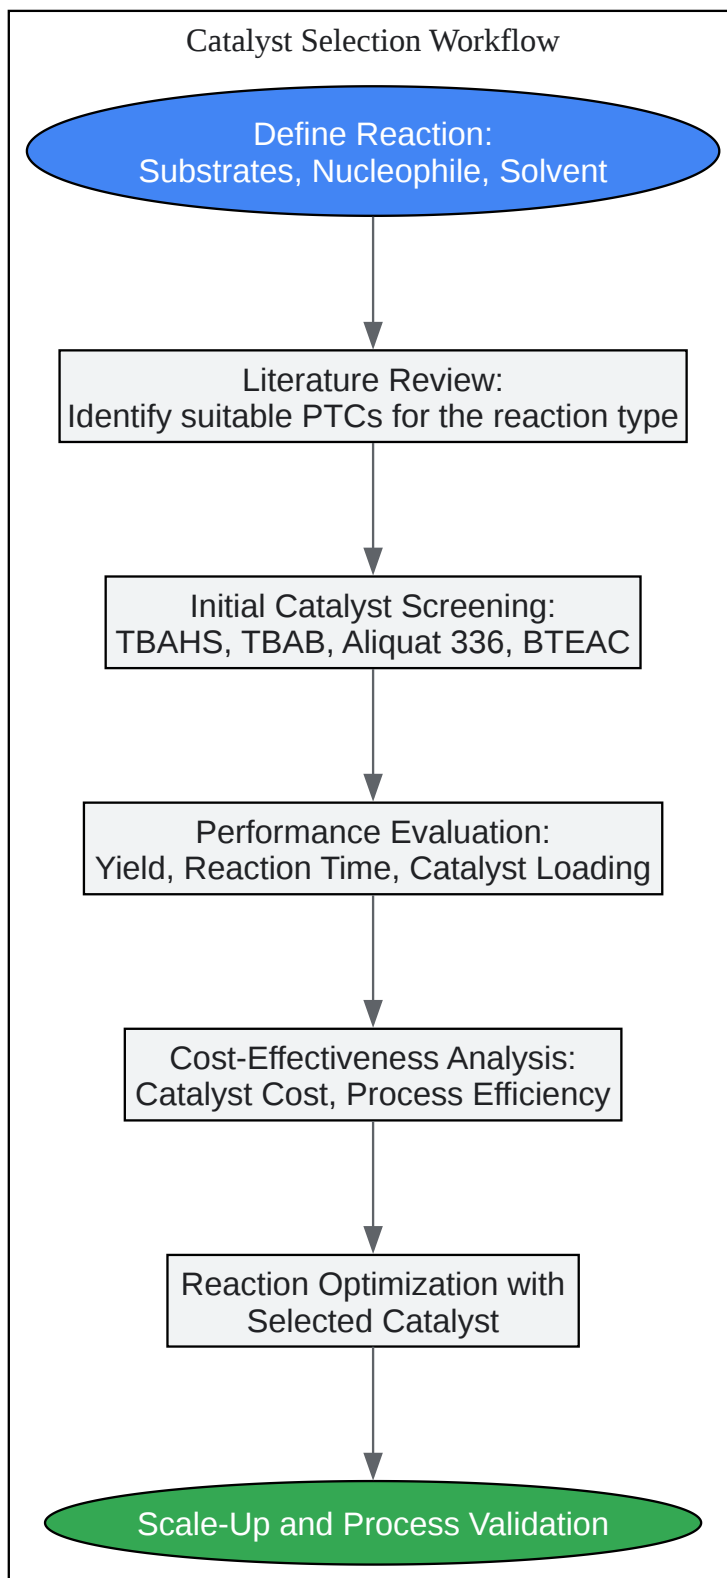 Catalyst Selection Workflow
Define Reaction:
Substrates, Nucleophile, Solvent
Literature Review:
Identify suitable PTCs for the reaction type
Initial Catalyst Screening:
TBAHS, TBAB, Aliquat 336, BTEAC
Performance Evaluation:
Yield, Reaction Time, Catalyst Loading
Cost-Effectiveness Analysis:
Catalyst Cost, Process Efficiency
Reaction Optimization with
Selected Catalyst
Scale-Up and Process Validation